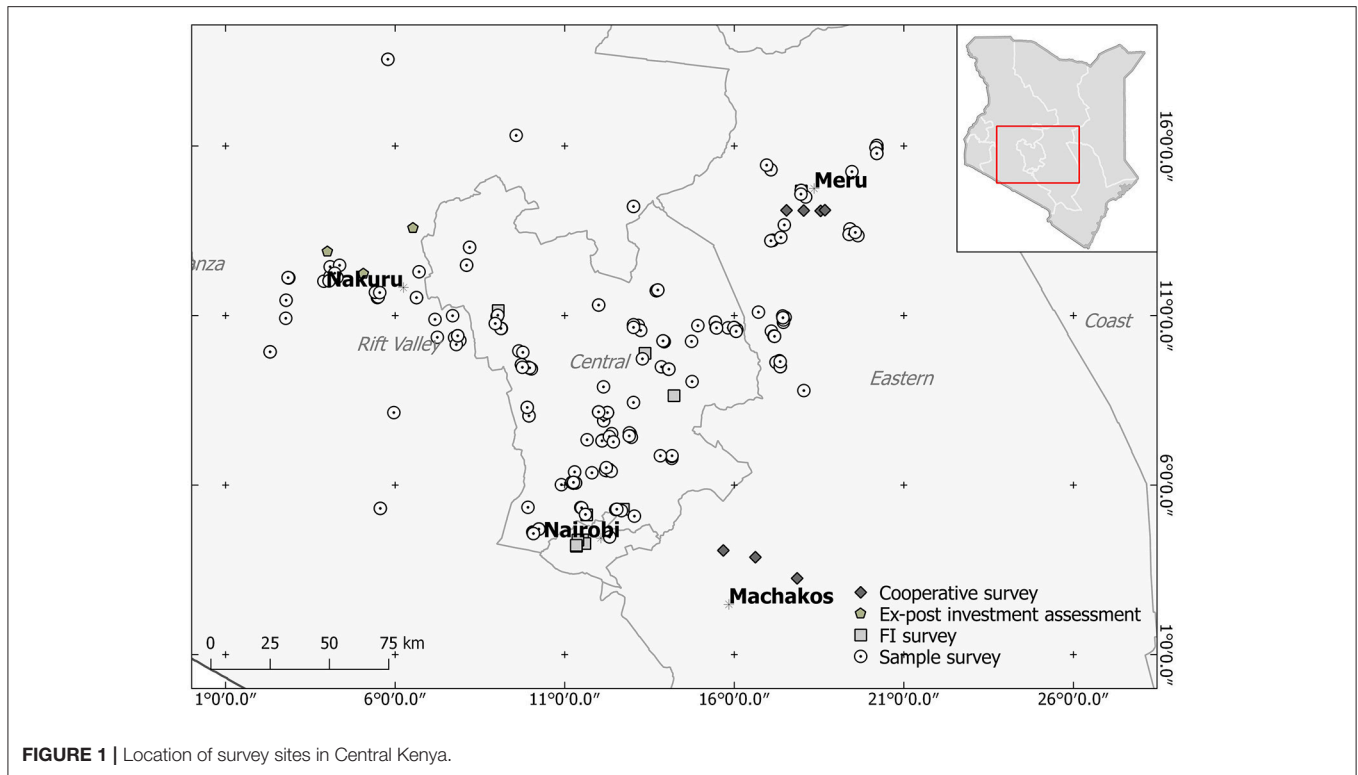 Meru
anza
Nakuru
Rift Valley
Central
Coast
Eastern
Nairobi
Machakos
Cooperative survey
Ex-post investment assessment
FI survey
Sample survey
0 25 50 75 km
16°0′0.0″
11°0′0.0″
6°0′0.0″
1°0′0.0″
1°0′0.0″ 6°0′0.0″ 11°0′0.0″ 16°0′0.0″ 21°0′0.0″ 26°0′0.0″
FIGURE 1 | Location of survey sites in Central Kenya.